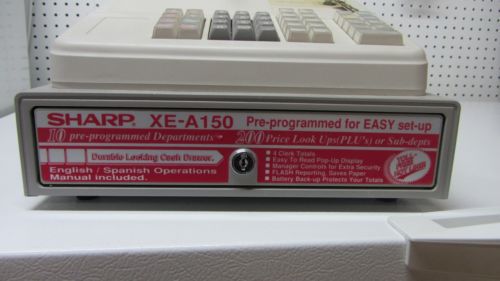 SHARP XE-A150 Pre-programmed for EASY set-up
10 pre-programmed Departments 200 Price Look Ups(PLU's) or Sub-depts
Durable Locking Cash Drawer.
English / Spanish Operations
Manual included.
4 Clerk Totals
Easy To Read Pop-Up Display
Manager Controls for Extra Security
FLASH Reporting, Saves Paper
Battery Back-up Protects Your Totals